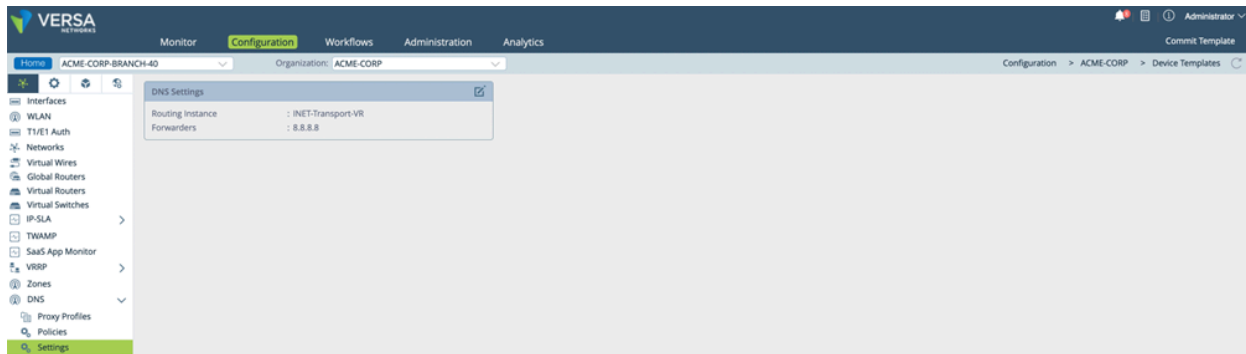 VERSA
NETWORKS
Administrator
Monitor Configuration Workflows Administration Analytics Commit Template
Home ACME-CORP-BRANCH-40 Organization: ACME-CORP Configuration > ACME-CORP > Device Templates
DNS Settings
Routing Instance : INET-Transport-VR
Forwarders : 8.8.8.8
Interfaces
WLAN
T1/E1 Auth
Networks
Virtual Wires
Global Routers
Virtual Routers
Virtual Switches
IP-SLA
TWAMP
SaaS App Monitor
VRRP
Zones
DNS
Proxy Profiles
Policies
Settings